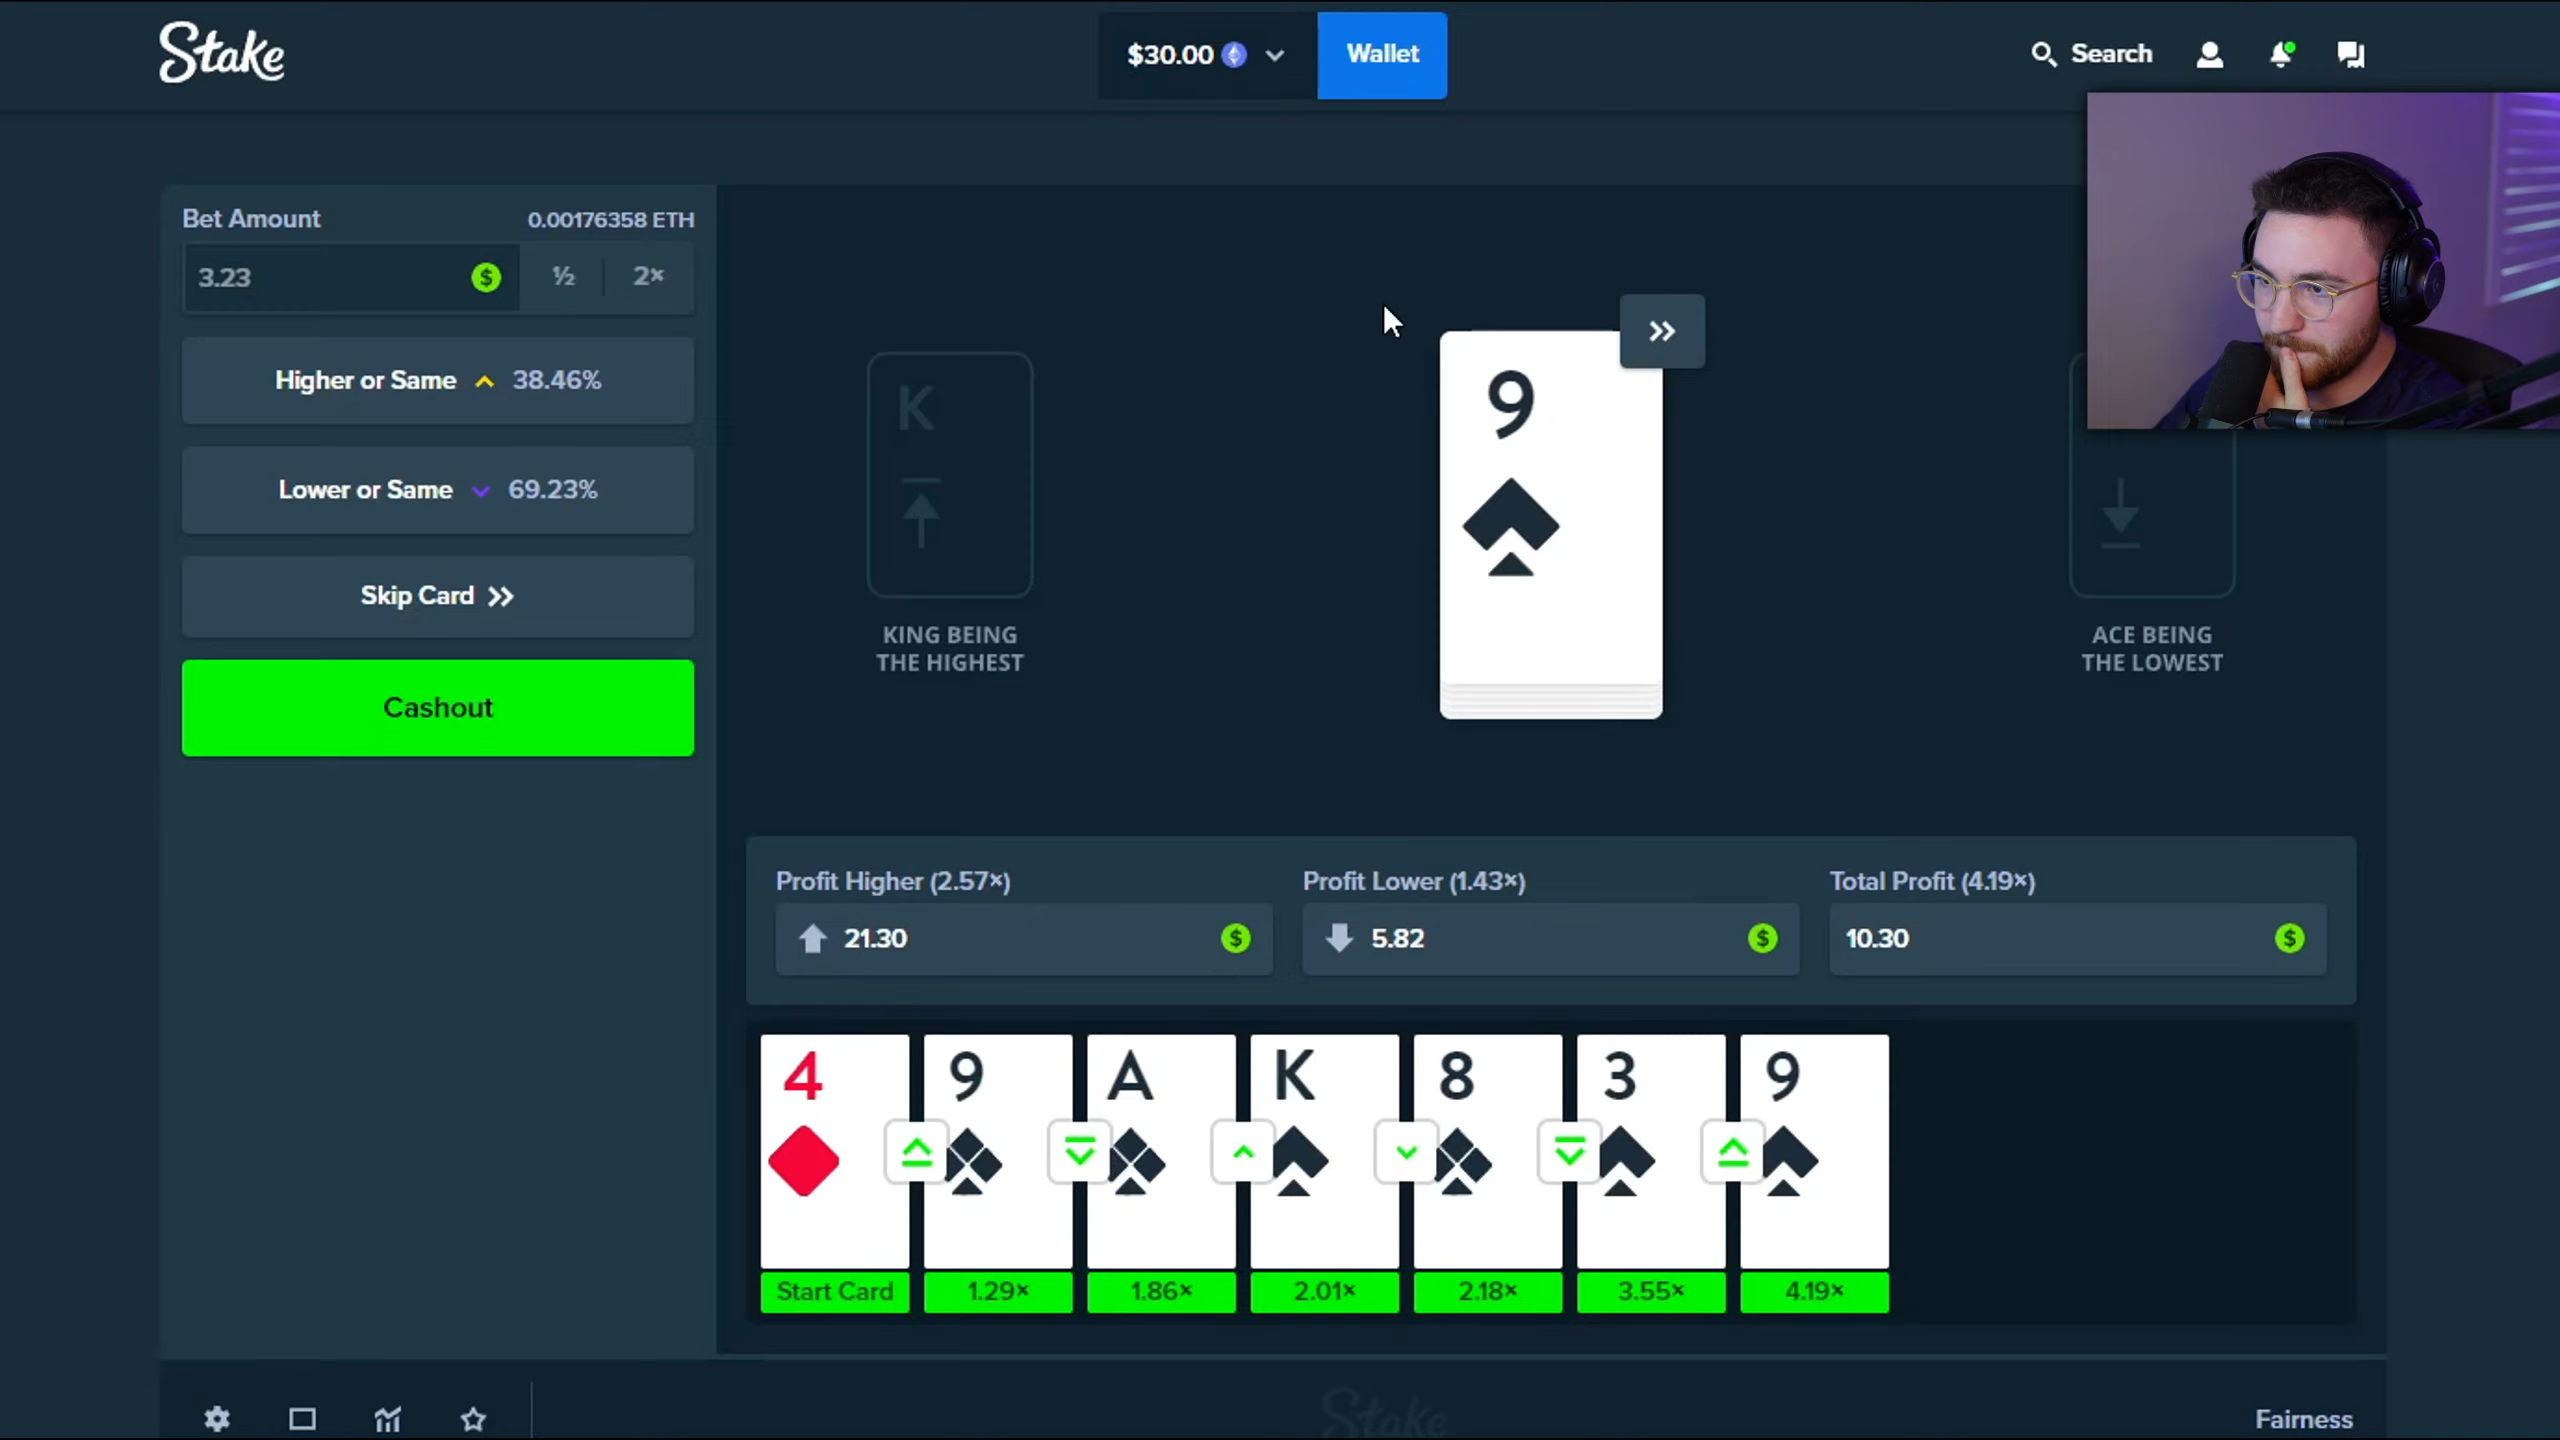 Stake
$30.00
Wallet
Search
Bet Amount
0.00176358 ETH
3.23
$
½
2×
Higher or Same 38.46%
Lower or Same 69.23%
Skip Card
Cashout
K
KING BEING
THE HIGHEST
9
ACE BEING
THE LOWEST
Profit Higher (2.57×)
21.30
$
Profit Lower (1.43×)
5.82
$
Total Profit (4.19×)
10.30
$
4
9
A
K
8
3
9
Start Card
1.29×
1.86×
2.01×
2.18×
3.55×
4.19×
Stake
Fairness